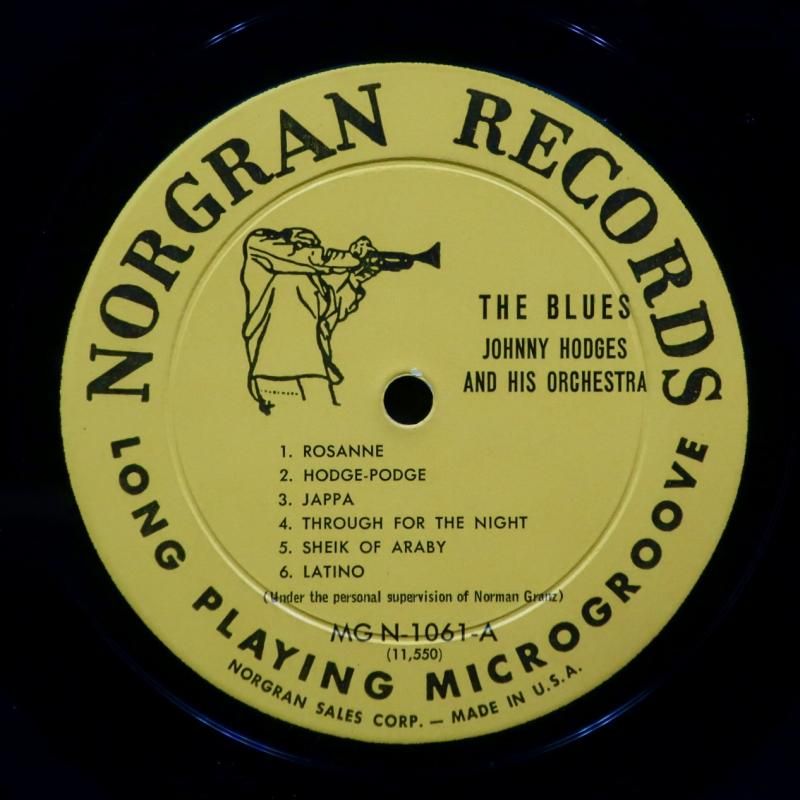 NORGRAN RECORDS
THE BLUES
JOHNNY HODGES
AND HIS ORCHESTRA
1. ROSANNE
2. HODGE-PODGE
3. JAPPA
4. THROUGH FOR THE NIGHT
5. SHEIK OF ARABY
6. LATINO
(Under the personal supervision of Norman Granz)
MG N-1061-A
(11,550)
LONG PLAYING MICROGROOVE
NORGRAN SALES CORP. — MADE IN U.S.A.